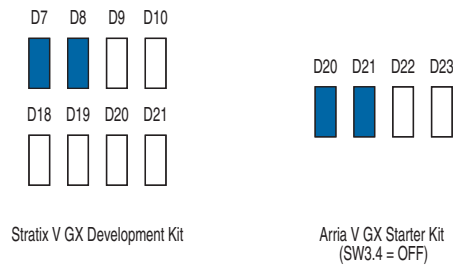 D7 D8 D9 D10
D18 D19 D20 D21
Stratix V GX Development Kit
D20 D21 D22 D23
Arria V GX Starter Kit
(SW3.4 = OFF)